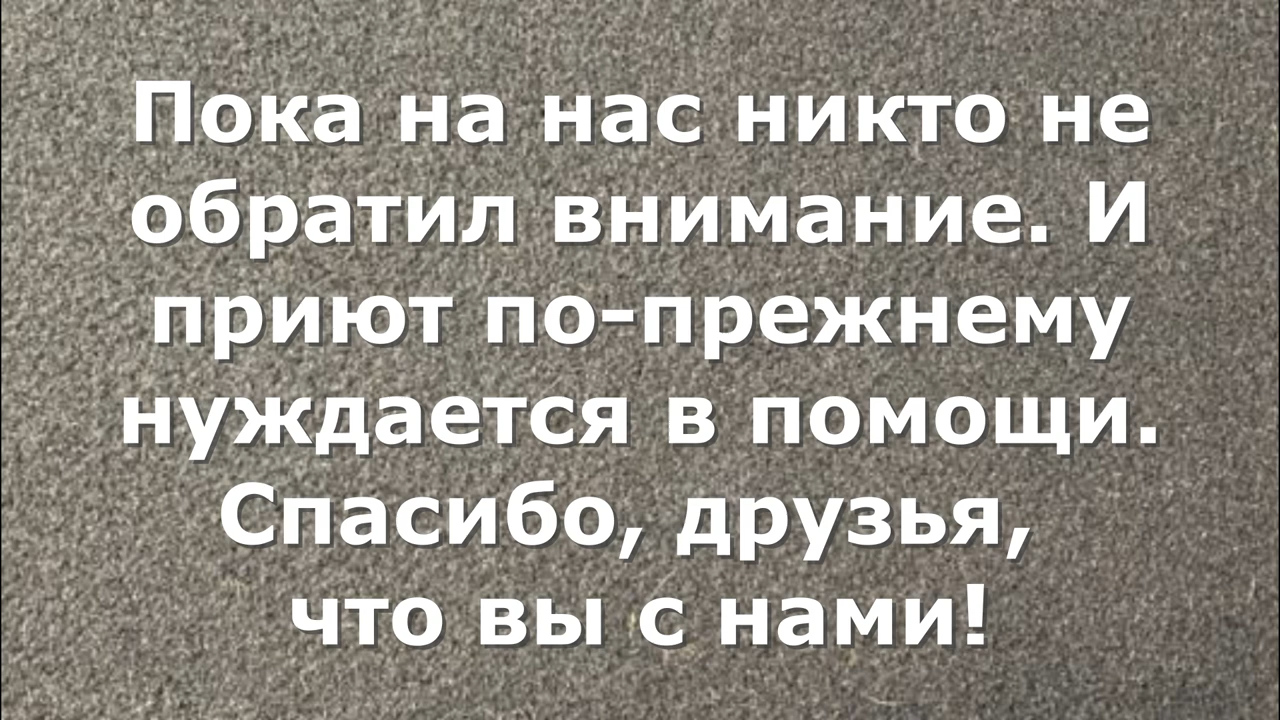 Пока на нас никто не
обратил внимание. И
приют по-прежнему
нуждается в помощи.
Спасибо, друзья,
что вы с нами!